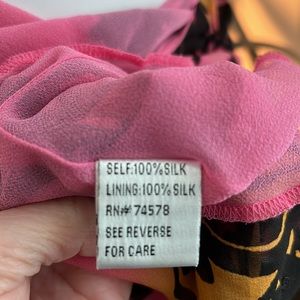 SELF:100%SILK
LINING:100% SILK
RN# 74578
SEE REVERSE
FOR CARE